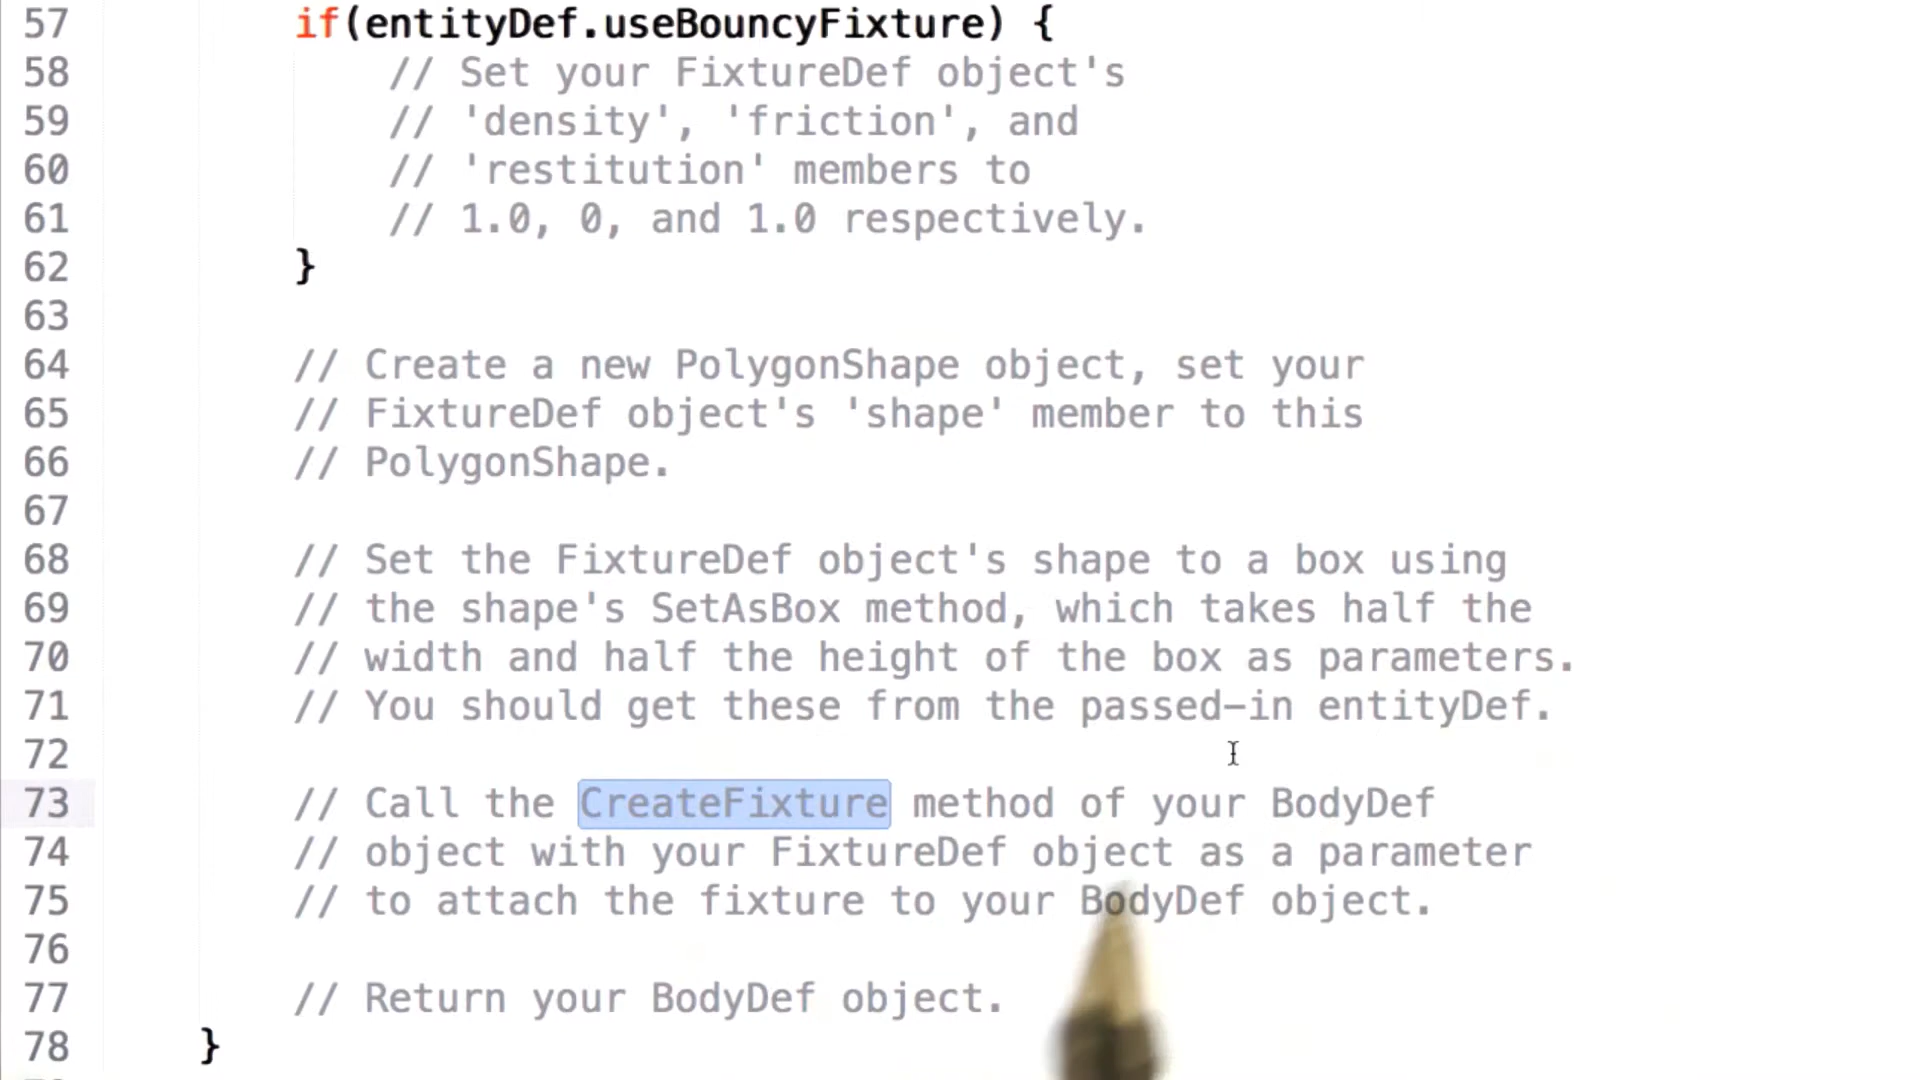 57 if(entityDef.useBouncyFixture) {
58 // Set your FixtureDef object's
59 // 'density', 'friction', and
60 // 'restitution' members to
61 // 1.0, 0, and 1.0 respectively.
62 }
63
64 // Create a new PolygonShape object, set your
65 // FixtureDef object's 'shape' member to this
66 // PolygonShape.
67
68 // Set the FixtureDef object's shape to a box using
69 // the shape's SetAsBox method, which takes half the
70 // width and half the height of the box as parameters.
71 // You should get these from the passed-in entityDef.
72
73 // Call the CreateFixture method of your BodyDef
74 // object with your FixtureDef object as a parameter
75 // to attach the fixture to your BodyDef object.
76
77 // Return your BodyDef object.
78 }